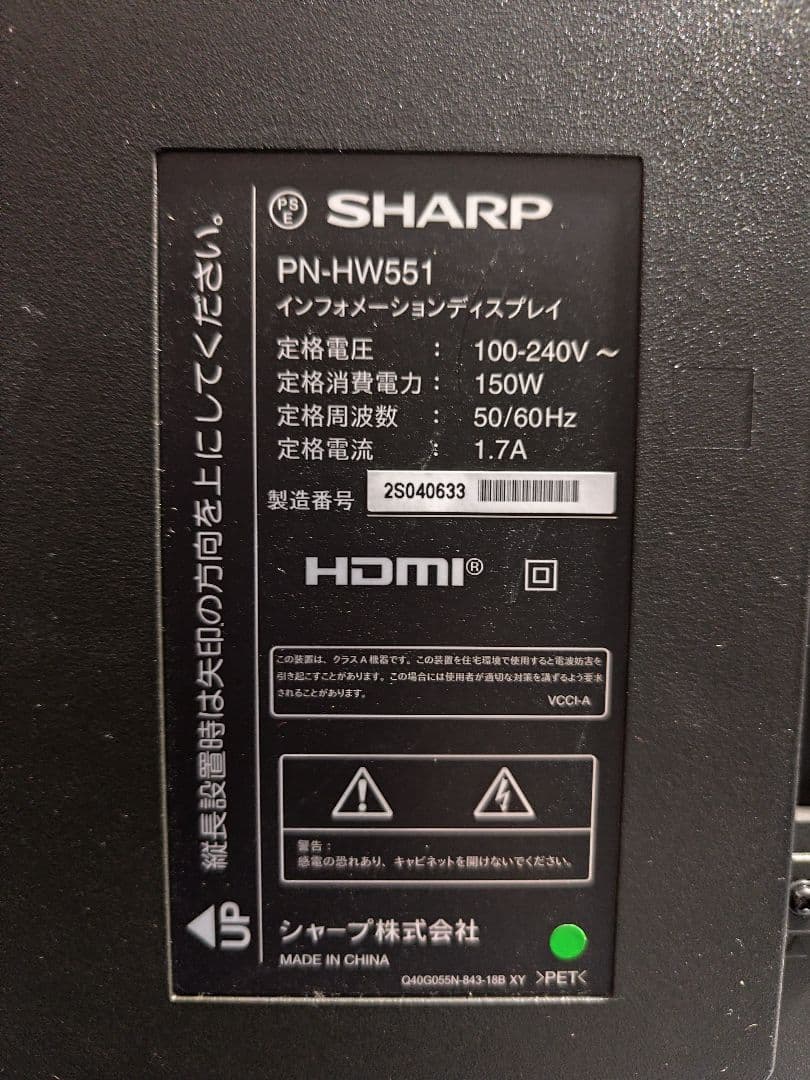 縦長設置時は矢印の方向を上にしてください。
UP
PS
E
SHARP
PN-HW551
インフォメーションディスプレイ
定格電圧 : 100-240V～
定格消費電力 : 150W
定格周波数 : 50/60Hz
定格電流 : 1.7A
製造番号 2S040633
HDMI®
この装置は、クラスA機器です。この装置を住宅環境で使用すると電波妨害を
引き起こすことがあります。この場合には使用者が適切な対策を講ずるよう要求
されることがあります。
VCCI-A
警告：
感電の恐れあり、キャビネットを開けないでください。
シャープ株式会社
MADE IN CHINA
Q40G055N-843-18B XY >PET<